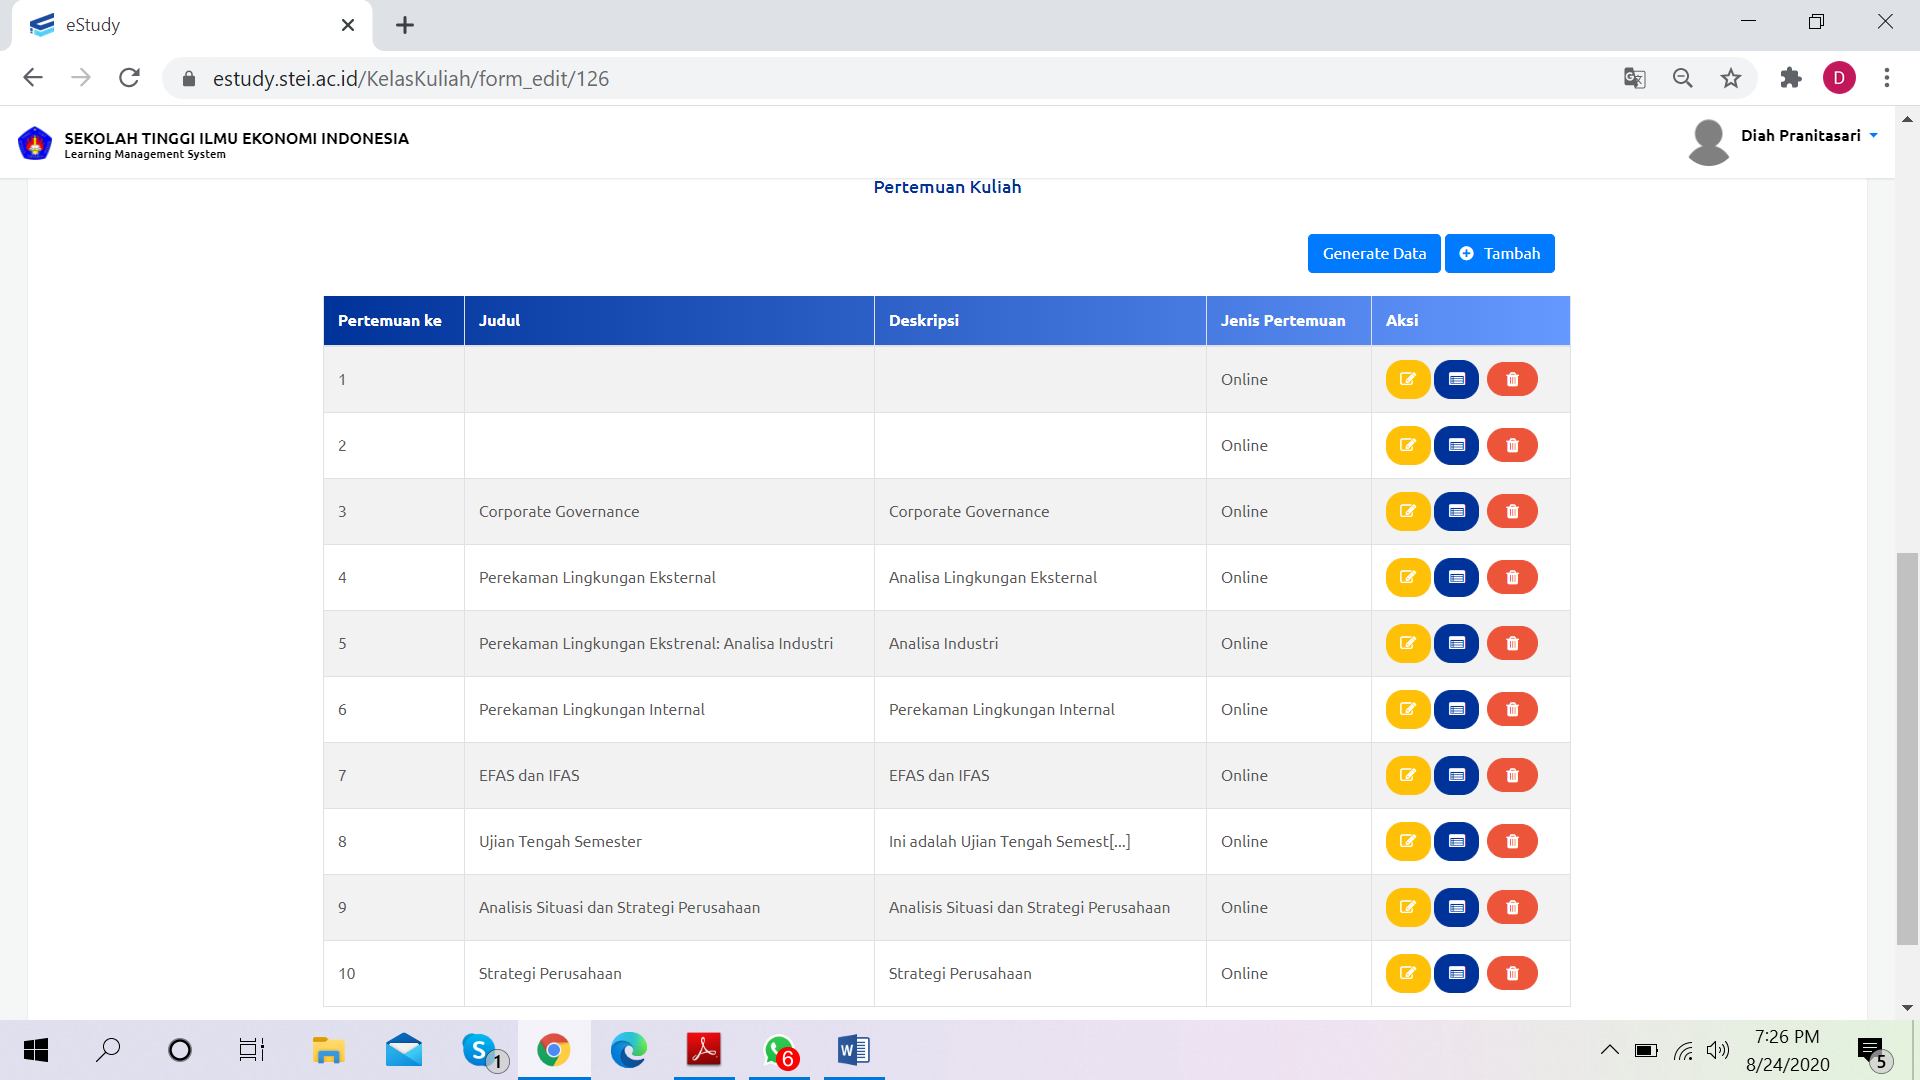 eStudy
estudy.stei.ac.id/KelasKuliah/form_edit/126
D
SEKOLAH TINGGI ILMU EKONOMI INDONESIA
Learning Management System
Diah Pranitasari
Pertemuan Kuliah
Generate Data
Tambah
Pertemuan ke Judul Deskripsi Jenis Pertemuan Aksi
1 Online
2 Online
3 Corporate Governance Corporate Governance Online
4 Perekaman Lingkungan Eksternal Analisa Lingkungan Eksternal Online
5 Perekaman Lingkungan Ekstrenal: Analisa Industri Analisa Industri Online
6 Perekaman Lingkungan Internal Perekaman Lingkungan Internal Online
7 EFAS dan IFAS EFAS dan IFAS Online
8 Ujian Tengah Semester Ini adalah Ujian Tengah Semest[...] Online
9 Analisis Situasi dan Strategi Perusahaan Analisis Situasi dan Strategi Perusahaan Online
10 Strategi Perusahaan Strategi Perusahaan Online
S 1
6
W
7:26 PM
8/24/2020
5